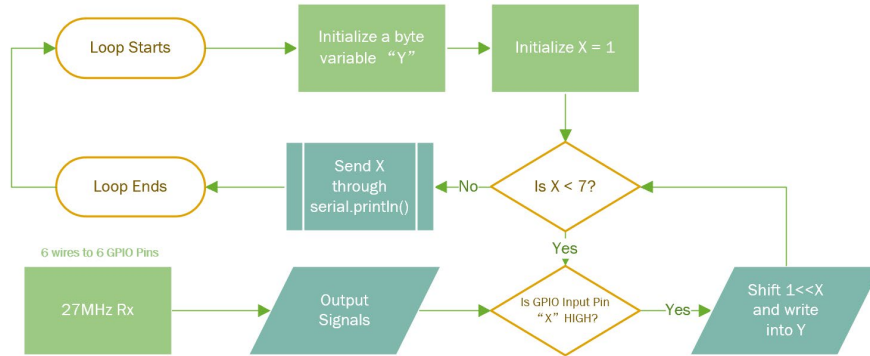 Loop Starts
Initialize a byte
variable “Y”
Initialize X = 1
Loop Ends
Send X
through
serial.println()
No
Is X < 7?
Yes
6 wires to 6 GPIO Pins
27MHz Rx
Output
Signals
Is GPIO Input Pin
“X” HIGH?
Yes
Shift 1<<X
and write
into Y